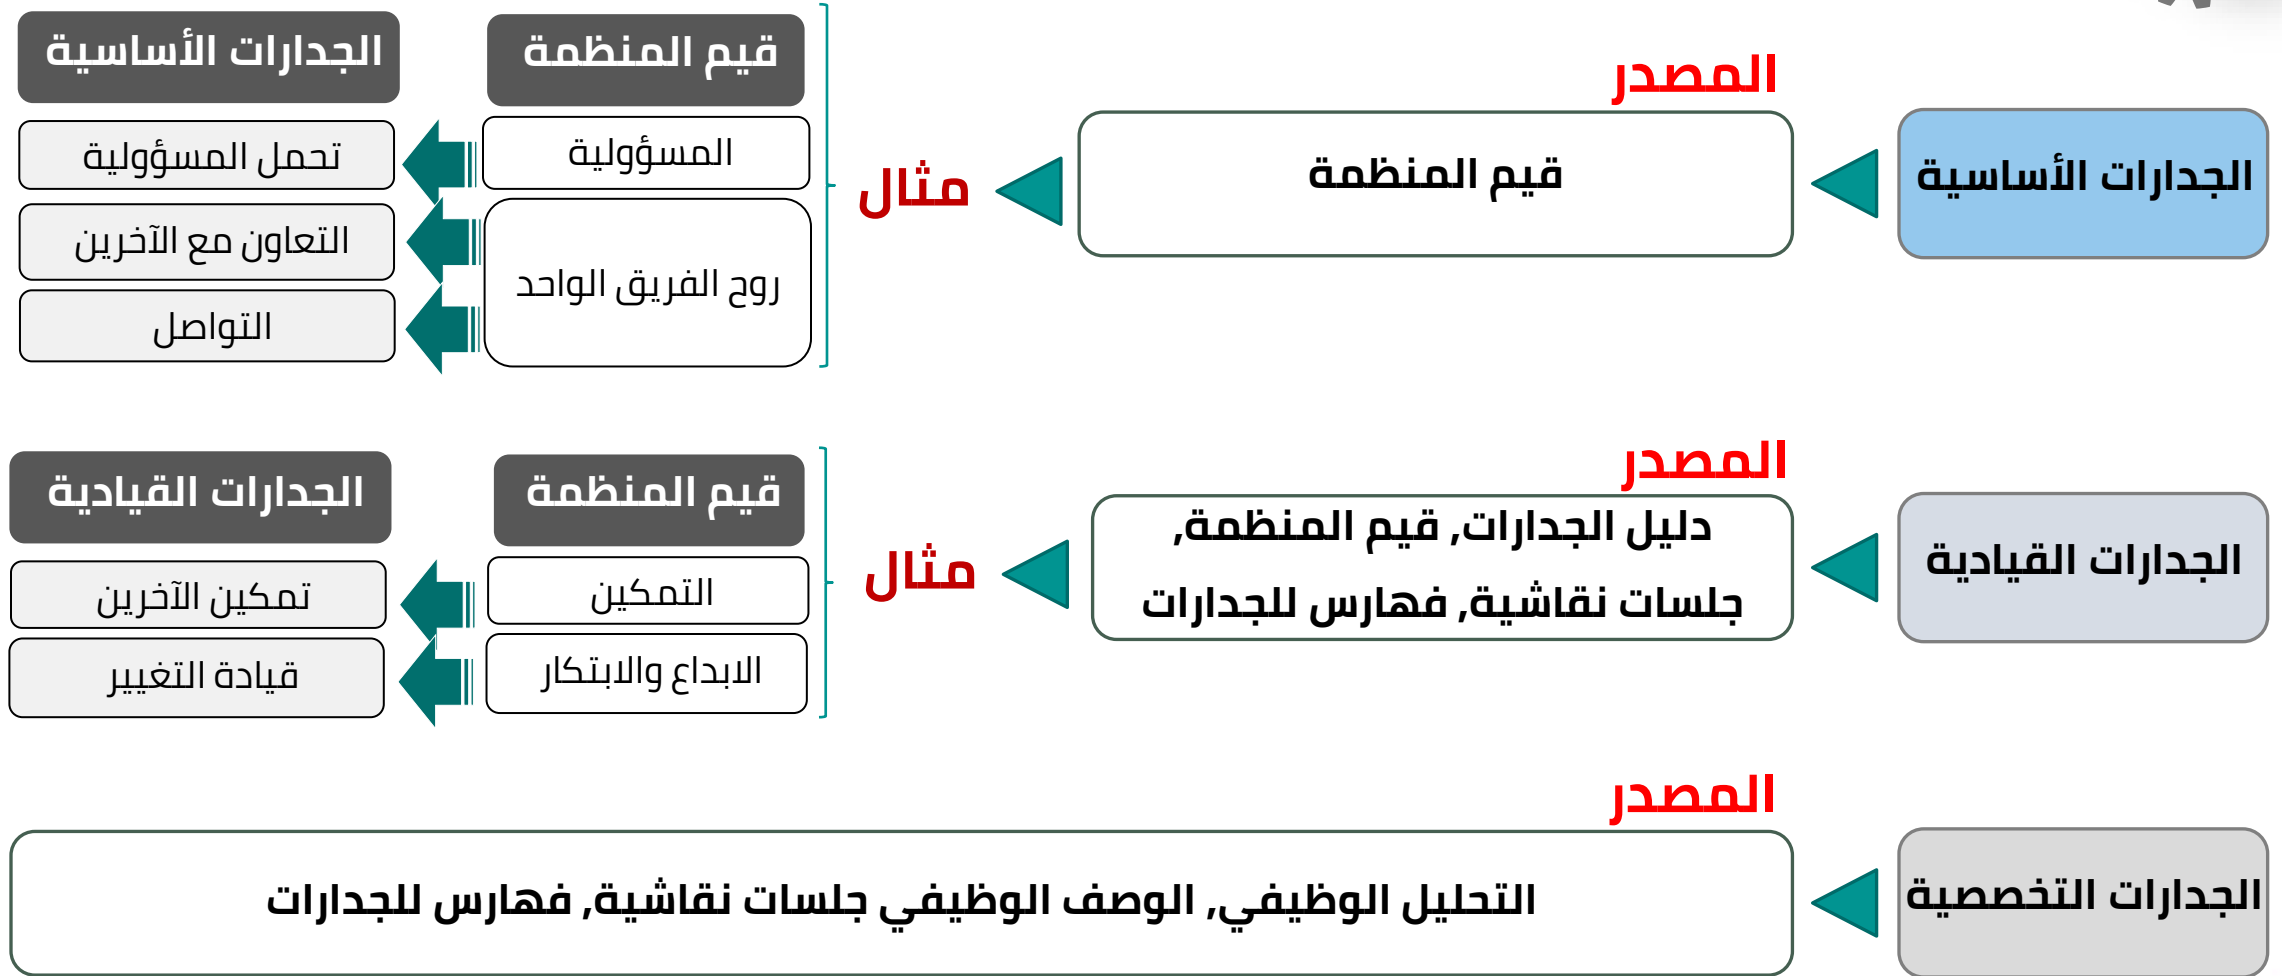 المصدر
الجدارات الأساسية
قيم المنظمة
مثال
قيم المنظمة
الجدارات الأساسية
المسؤولية
تحمل المسؤولية
روح الفريق الواحد
التعاون مع الآخرين
التواصل
المصدر
الجدارات القيادية
دليل الجدارات, قيم المنظمة,
جلسات نقاشية, فهارس للجدارات
مثال
قيم المنظمة
الجدارات القيادية
التمكين
تمكين الآخرين
الابداع والابتكار
قيادة التغيير
المصدر
الجدارات التخصصية
التحليل الوظيفي, الوصف الوظيفي جلسات نقاشية, فهارس للجدارات